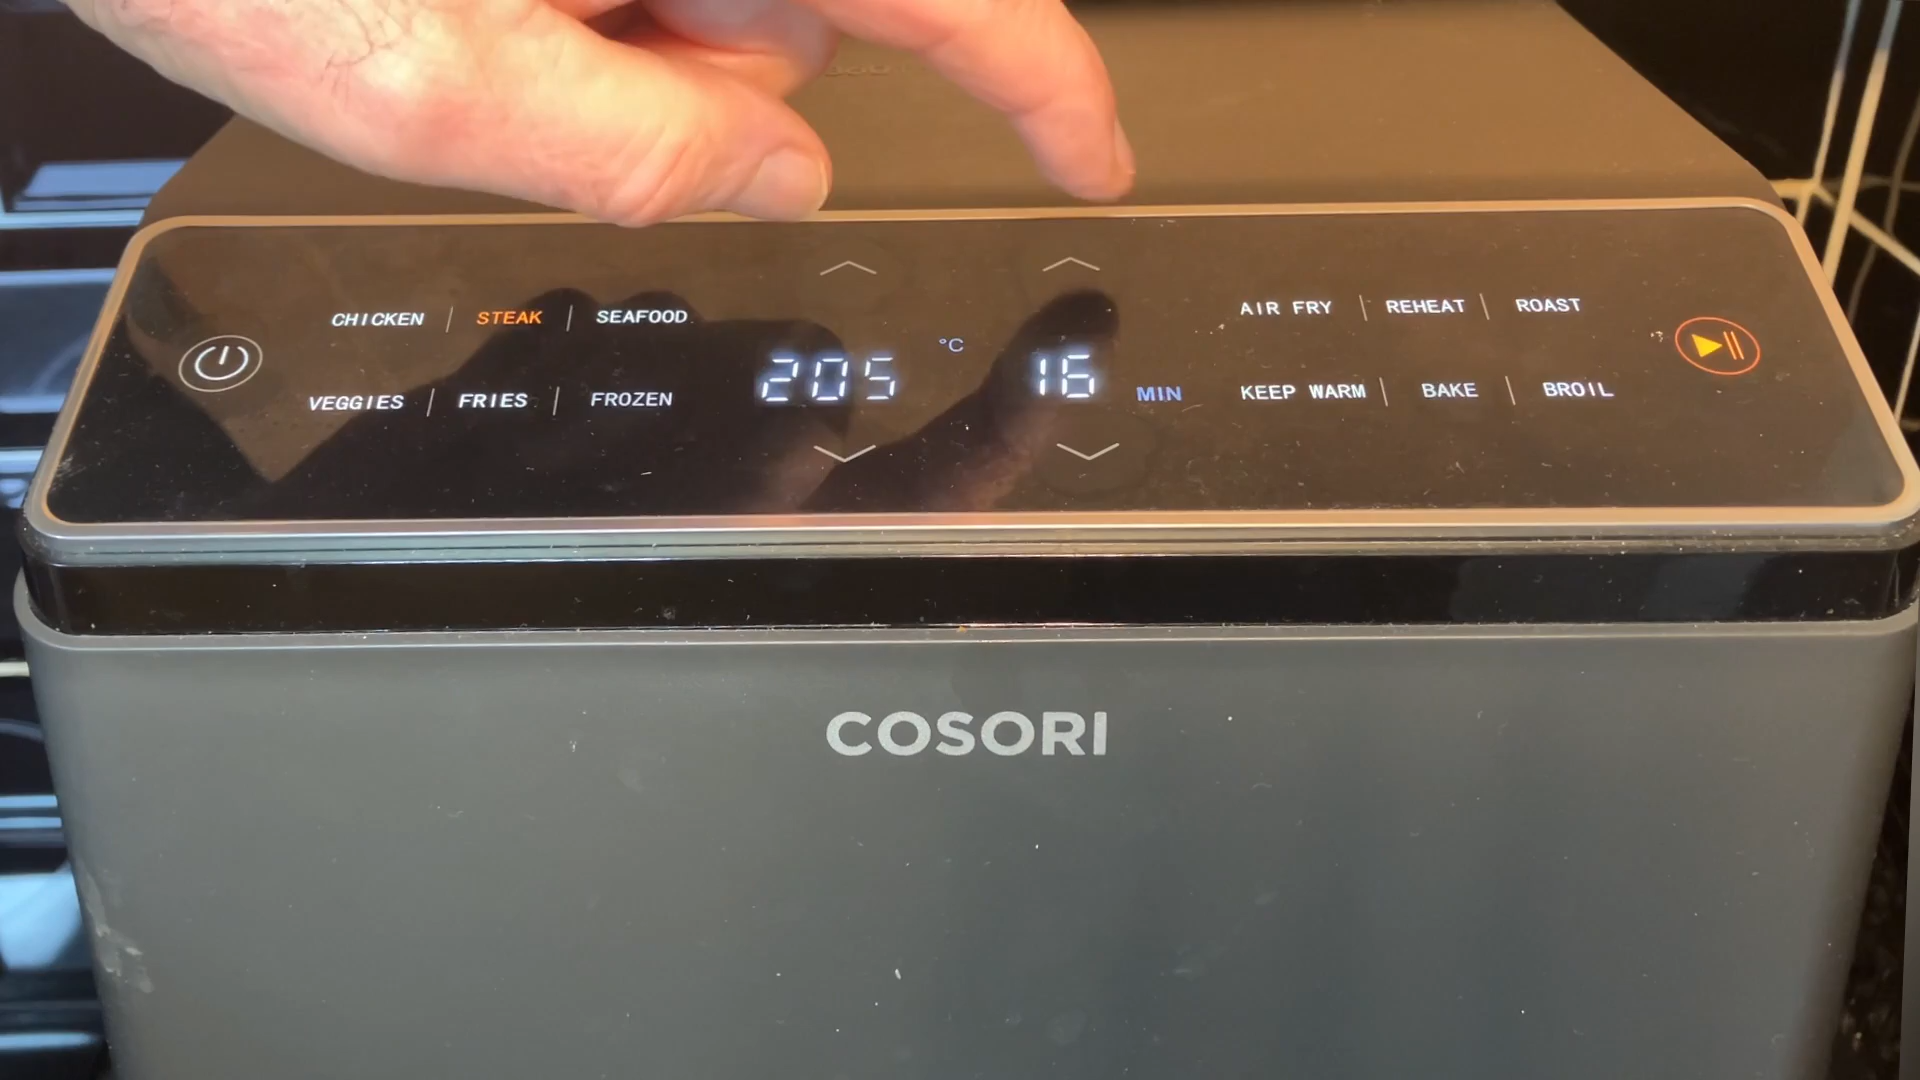 CHICKEN | STEAK | SEAFOOD
VEGGIES | FRIES | FROZEN
205 °C
16 MIN
AIR FRY | REHEAT | ROAST
KEEP WARM | BAKE | BROIL
COSORI